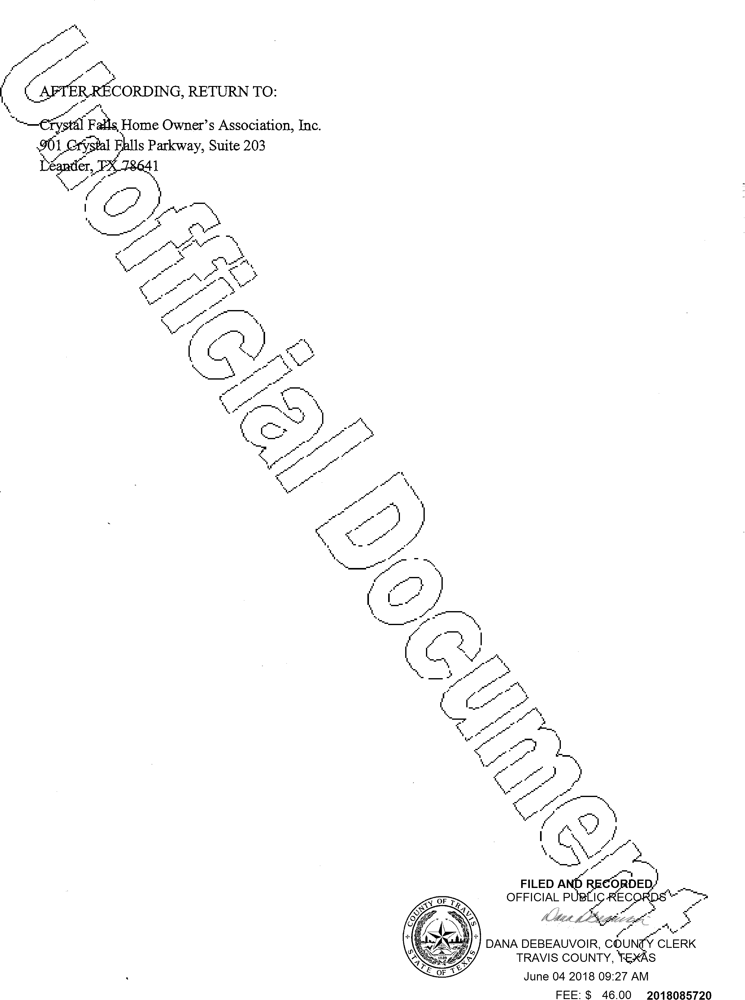 Unofficial Document
AFTER RECORDING, RETURN TO:
Crystal Falls Home Owner's Association, Inc.
901 Crystal Falls Parkway, Suite 203
Leander, TX 78641
FILED AND RECORDED
OFFICIAL PUBLIC RECORDS
Dana DeBeauvoir
COUNTY OF TRAVIS
1839
STATE OF TEXAS
DANA DEBEAUVOIR, COUNTY CLERK
TRAVIS COUNTY, TEXAS
June 04 2018 09:27 AM
FEE: $ 46.00 2018085720